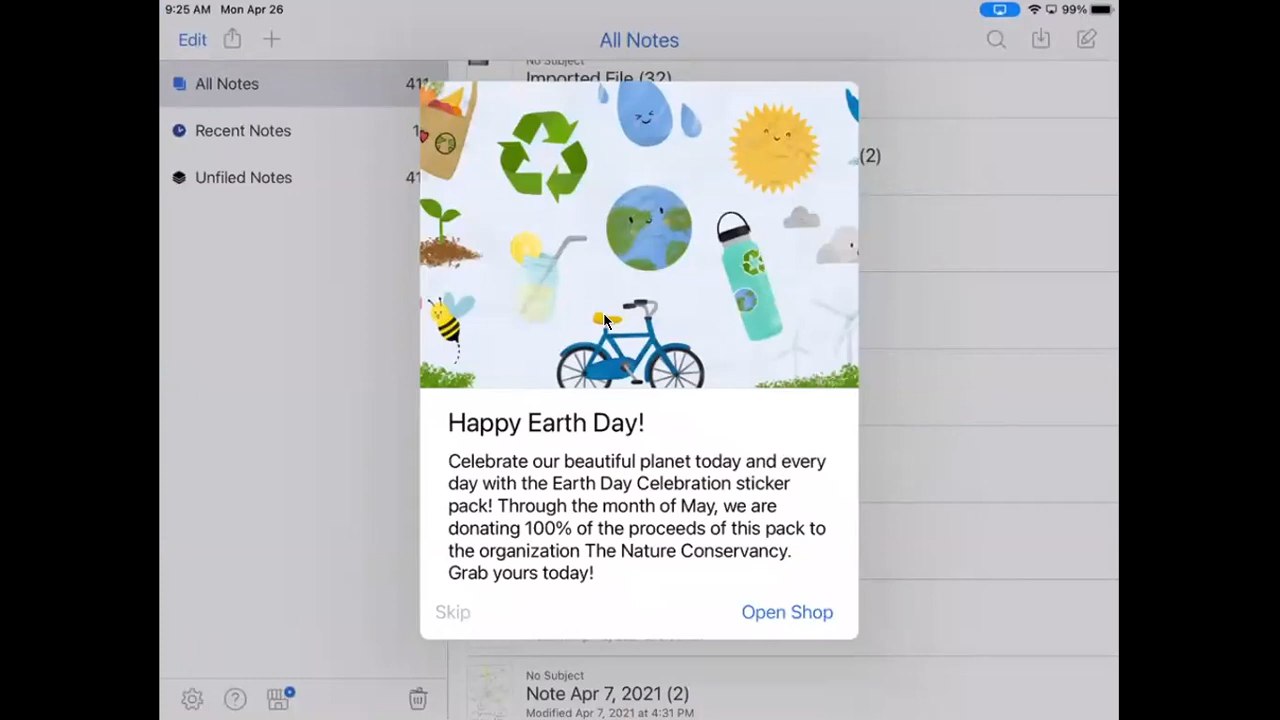 9:25 AM Mon Apr 26
99%
Edit
All Notes
All Notes
Recent Notes
Unfiled Notes
No Subject
Imported File (32)
(2)
Happy Earth Day!
Celebrate our beautiful planet today and every
day with the Earth Day Celebration sticker
pack! Through the month of May, we are
donating 100% of the proceeds of this pack to
the organization The Nature Conservancy.
Grab yours today!
Skip
Open Shop
No Subject
Note Apr 7, 2021 (2)
Modified Apr 7, 2021 at 4:31 PM